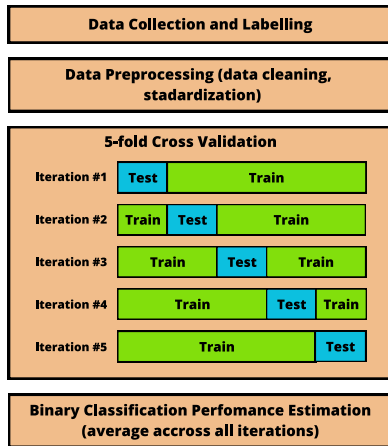 Data Collection and Labelling
Data Preprocessing (data cleaning,
stadardization)
5-fold Cross Validation
Iteration #1 Test Train
Iteration #2 Train Test Train
Iteration #3 Train Test Train
Iteration #4 Train Test Train
Iteration #5 Train Test
Binary Classification Perfomance Estimation
(average accross all iterations)